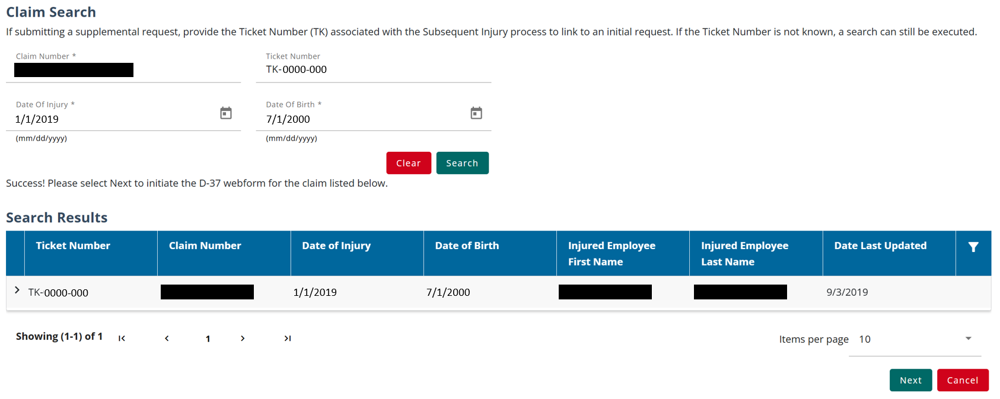 Claim Search
If submitting a supplemental request, provide the Ticket Number (TK) associated with the Subsequent Injury process to link to an initial request. If the Ticket Number is not known, a search can still be executed.
Claim Number * Ticket Number
TK-0000-000
Date Of Injury * Date Of Birth *
1/1/2019 7/1/2000
(mm/dd/yyyy) (mm/dd/yyyy)
Clear Search
Success! Please select Next to initiate the D-37 webform for the claim listed below.
Search Results
Ticket Number Claim Number Date of Injury Date of Birth Injured Employee First Name Injured Employee Last Name Date Last Updated
TK-0000-000 1/1/2019 7/1/2000 9/3/2019
Showing (1-1) of 1 1 Items per page 10
Next Cancel